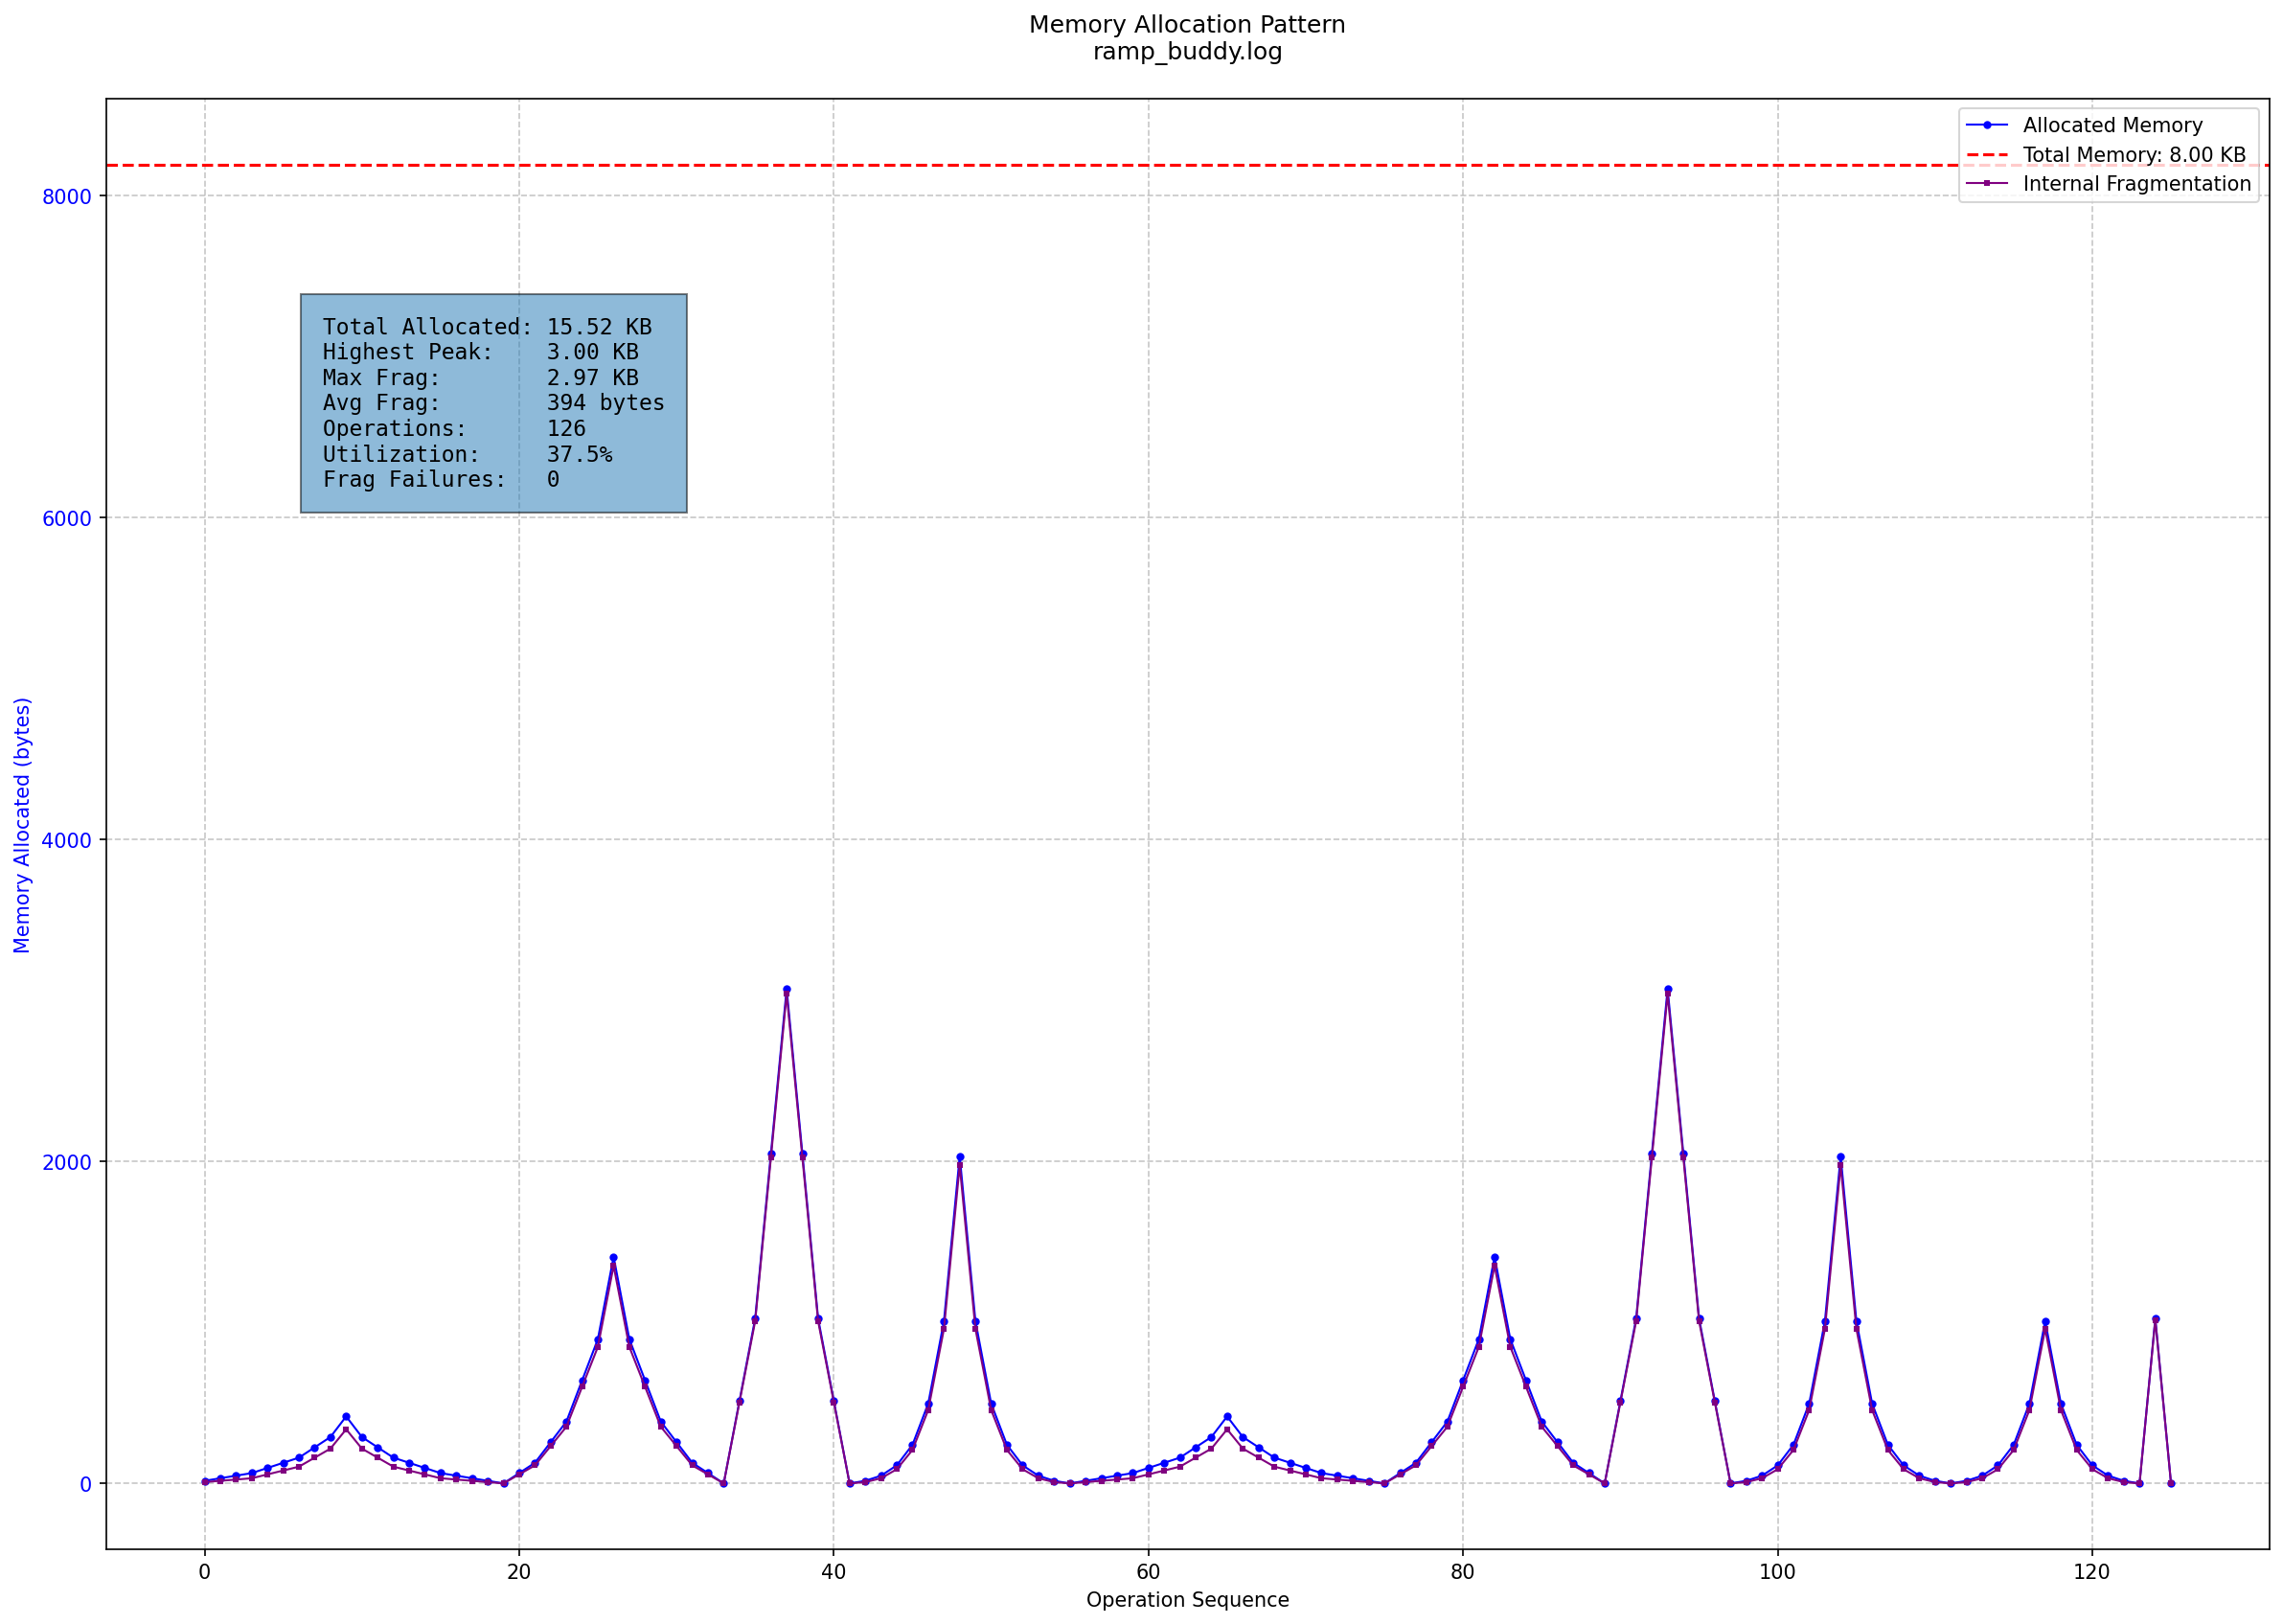 Memory Allocation Pattern
ramp_buddy.log
Allocated Memory
Total Memory: 8.00 KB
Internal Fragmentation
Total Allocated: 15.52 KB
Highest Peak: 3.00 KB
Max Frag: 2.97 KB
Avg Frag: 394 bytes
Operations: 126
Utilization: 37.5%
Frag Failures: 0
Memory Allocated (bytes)
8000
6000
4000
2000
0
0 20 40 60 80 100 120
Operation Sequence